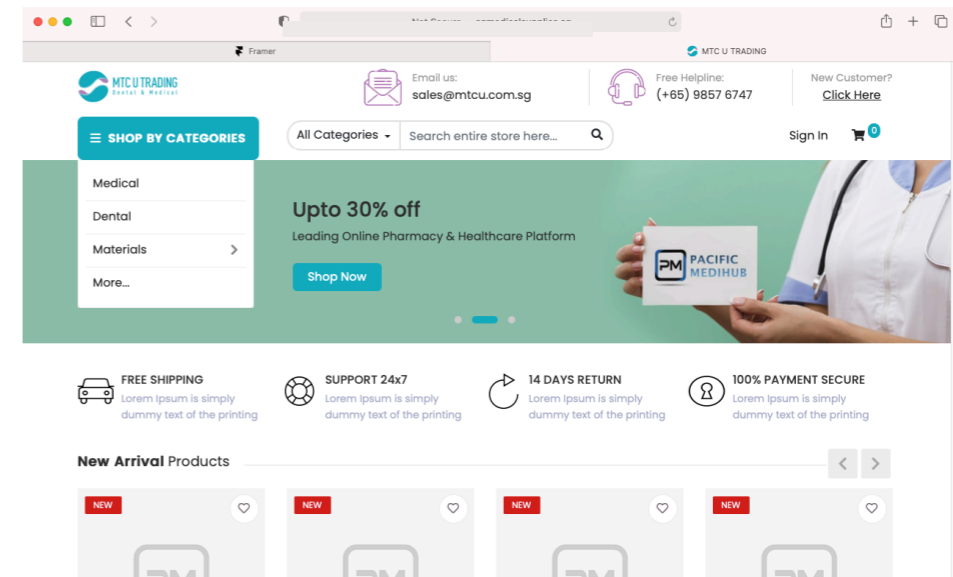 Framer
MTC U TRADING
MTC U TRADING
Dental & Medical
Email us:
sales@mtcu.com.sg
Free Helpline:
(+65) 9857 6747
New Customer?
Click Here
SHOP BY CATEGORIES
All Categories
Search entire store here...
Sign In
0
Medical
Dental
Materials
More...
Upto 30% off
Leading Online Pharmacy & Healthcare Platform
Shop Now
PM PACIFIC
MEDIHUB
FREE SHIPPING
Lorem Ipsum is simply
dummy text of the printing
SUPPORT 24x7
Lorem Ipsum is simply
dummy text of the printing
14 DAYS RETURN
Lorem Ipsum is simply
dummy text of the printing
100% PAYMENT SECURE
Lorem Ipsum is simply
dummy text of the printing
New Arrival Products
NEW
NEW
NEW
NEW